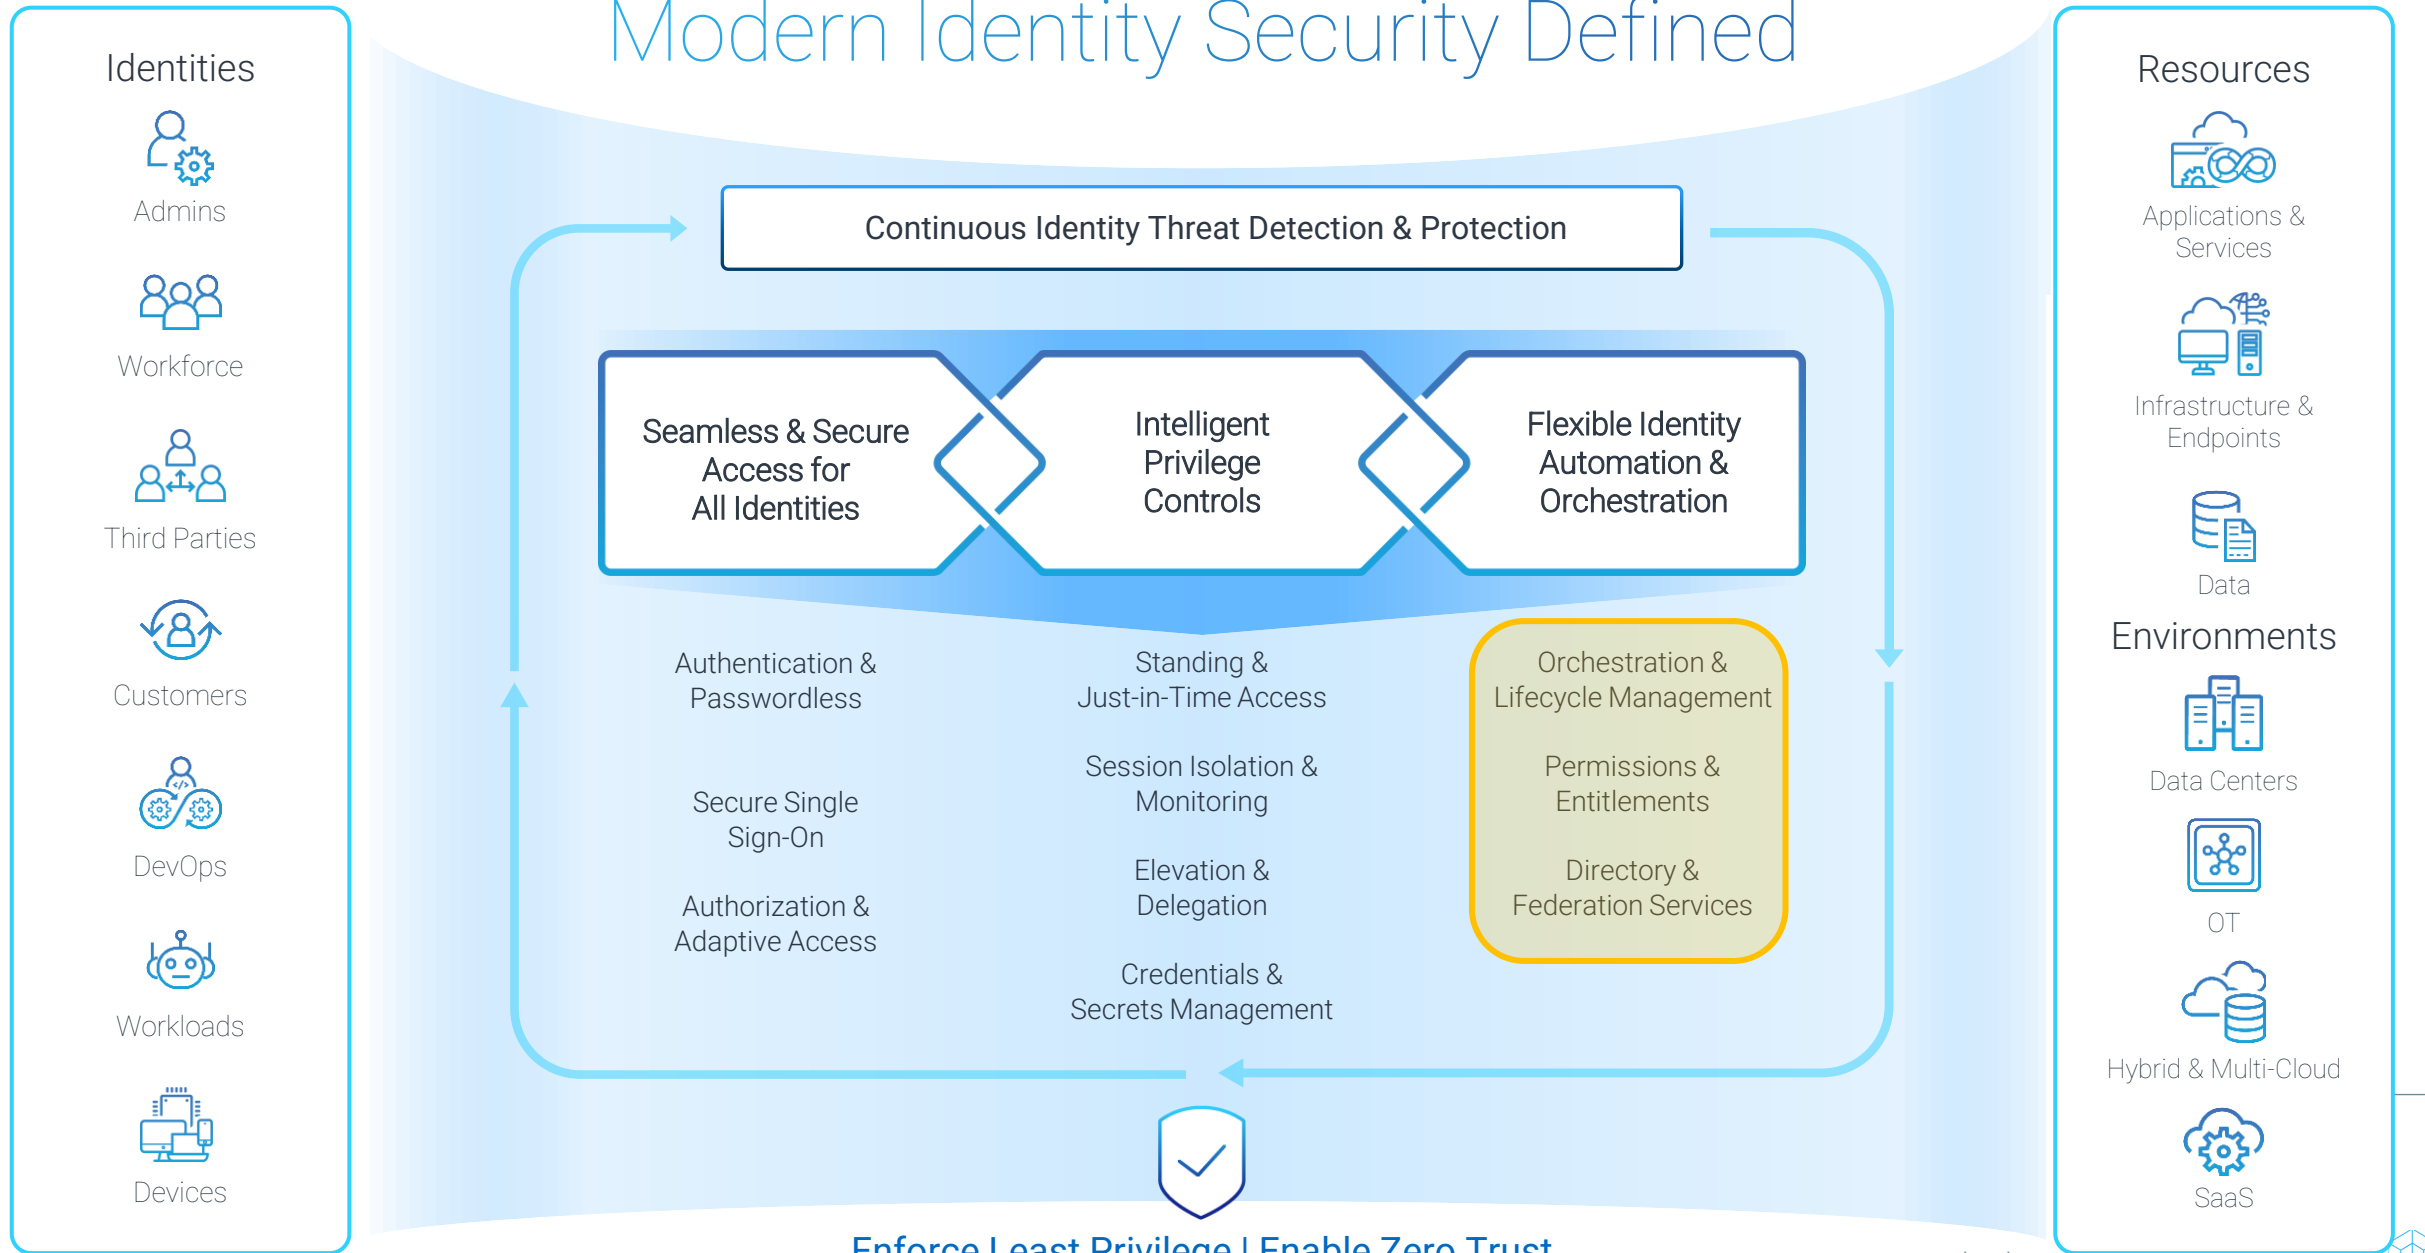 Modern Identity Security Defined
Identities
Admins
Workforce
Third Parties
Customers
DevOps
Workloads
Devices
Continuous Identity Threat Detection & Protection
Seamless & Secure
Access for
All Identities
Intelligent
Privilege
Controls
Flexible Identity
Automation &
Orchestration
Authentication &
Passwordless
Secure Single
Sign-On
Authorization &
Adaptive Access
Standing &
Just-in-Time Access
Session Isolation &
Monitoring
Elevation &
Delegation
Credentials &
Secrets Management
Orchestration &
Lifecycle Management
Permissions &
Entitlements
Directory &
Federation Services
Enforce Least Privilege | Enable Zero Trust
Resources
Applications &
Services
Infrastructure &
Endpoints
Data
Environments
Data Centers
OT
Hybrid & Multi-Cloud
SaaS